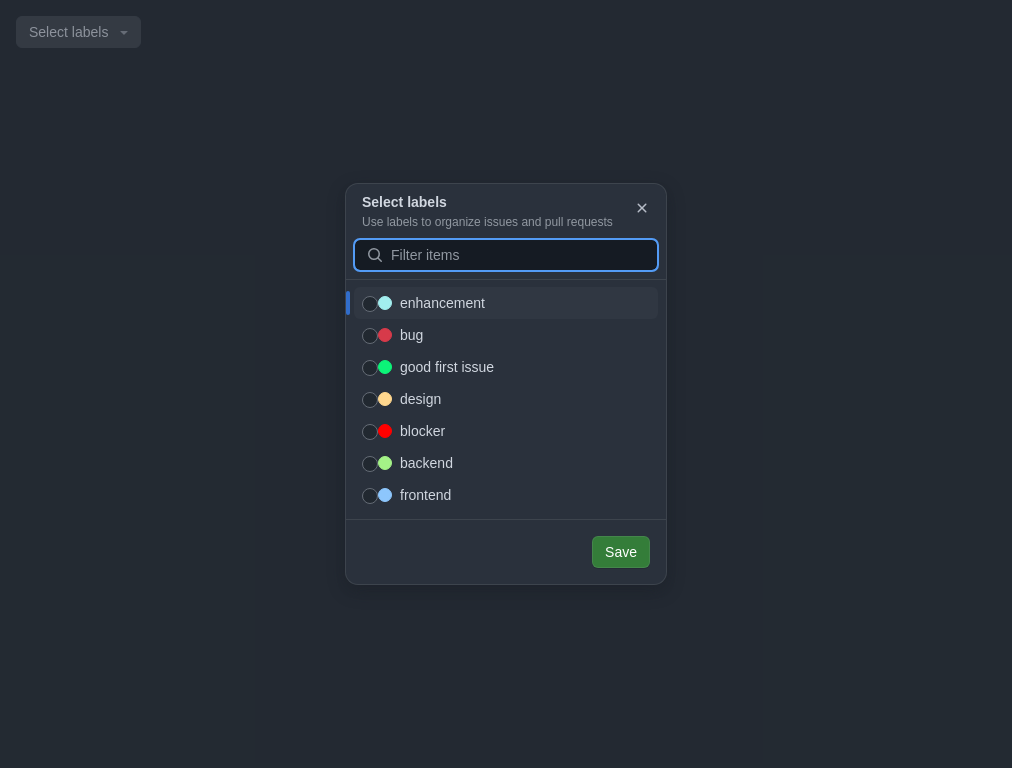 Select labels
Select labels
Use labels to organize issues and pull requests
Filter items
enhancement
bug
good first issue
design
blocker
backend
frontend
Save